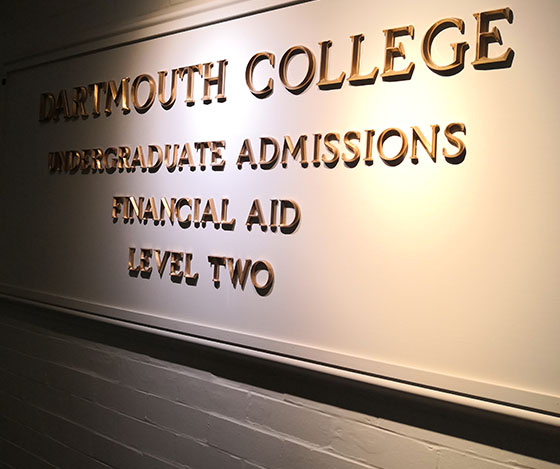 DARTMOUTH COLLEGE
UNDERGRADUATE ADMISSIONS
FINANCIAL AID
LEVEL TWO